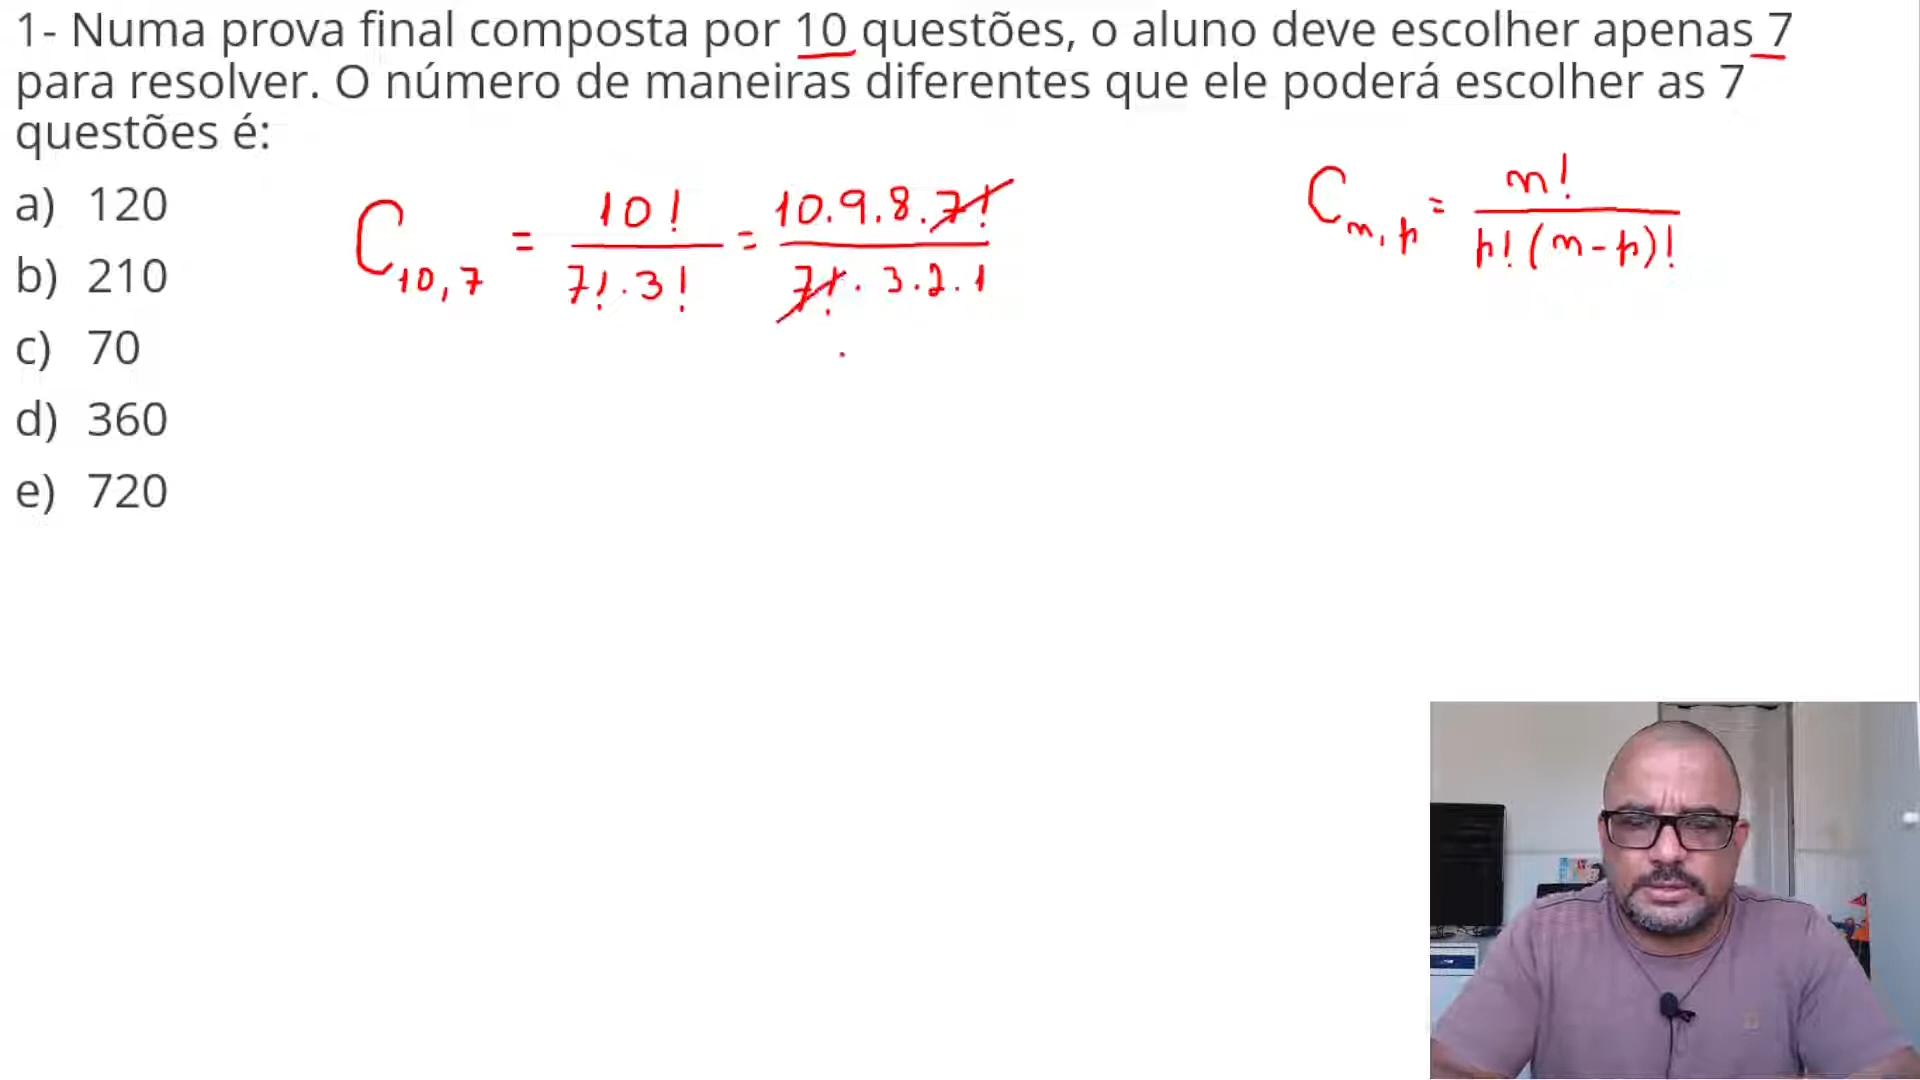 1- Numa prova final composta por 10 questões, o aluno deve escolher apenas 7
para resolver. O número de maneiras diferentes que ele poderá escolher as 7
questões é:
a) 120
b) 210
c) 70
d) 360
e) 720
C10,7 = 10! / 7!.3! = 10.9.8.7! / 7!.3.2.1
Cn,p = n! / p!(n-p)!